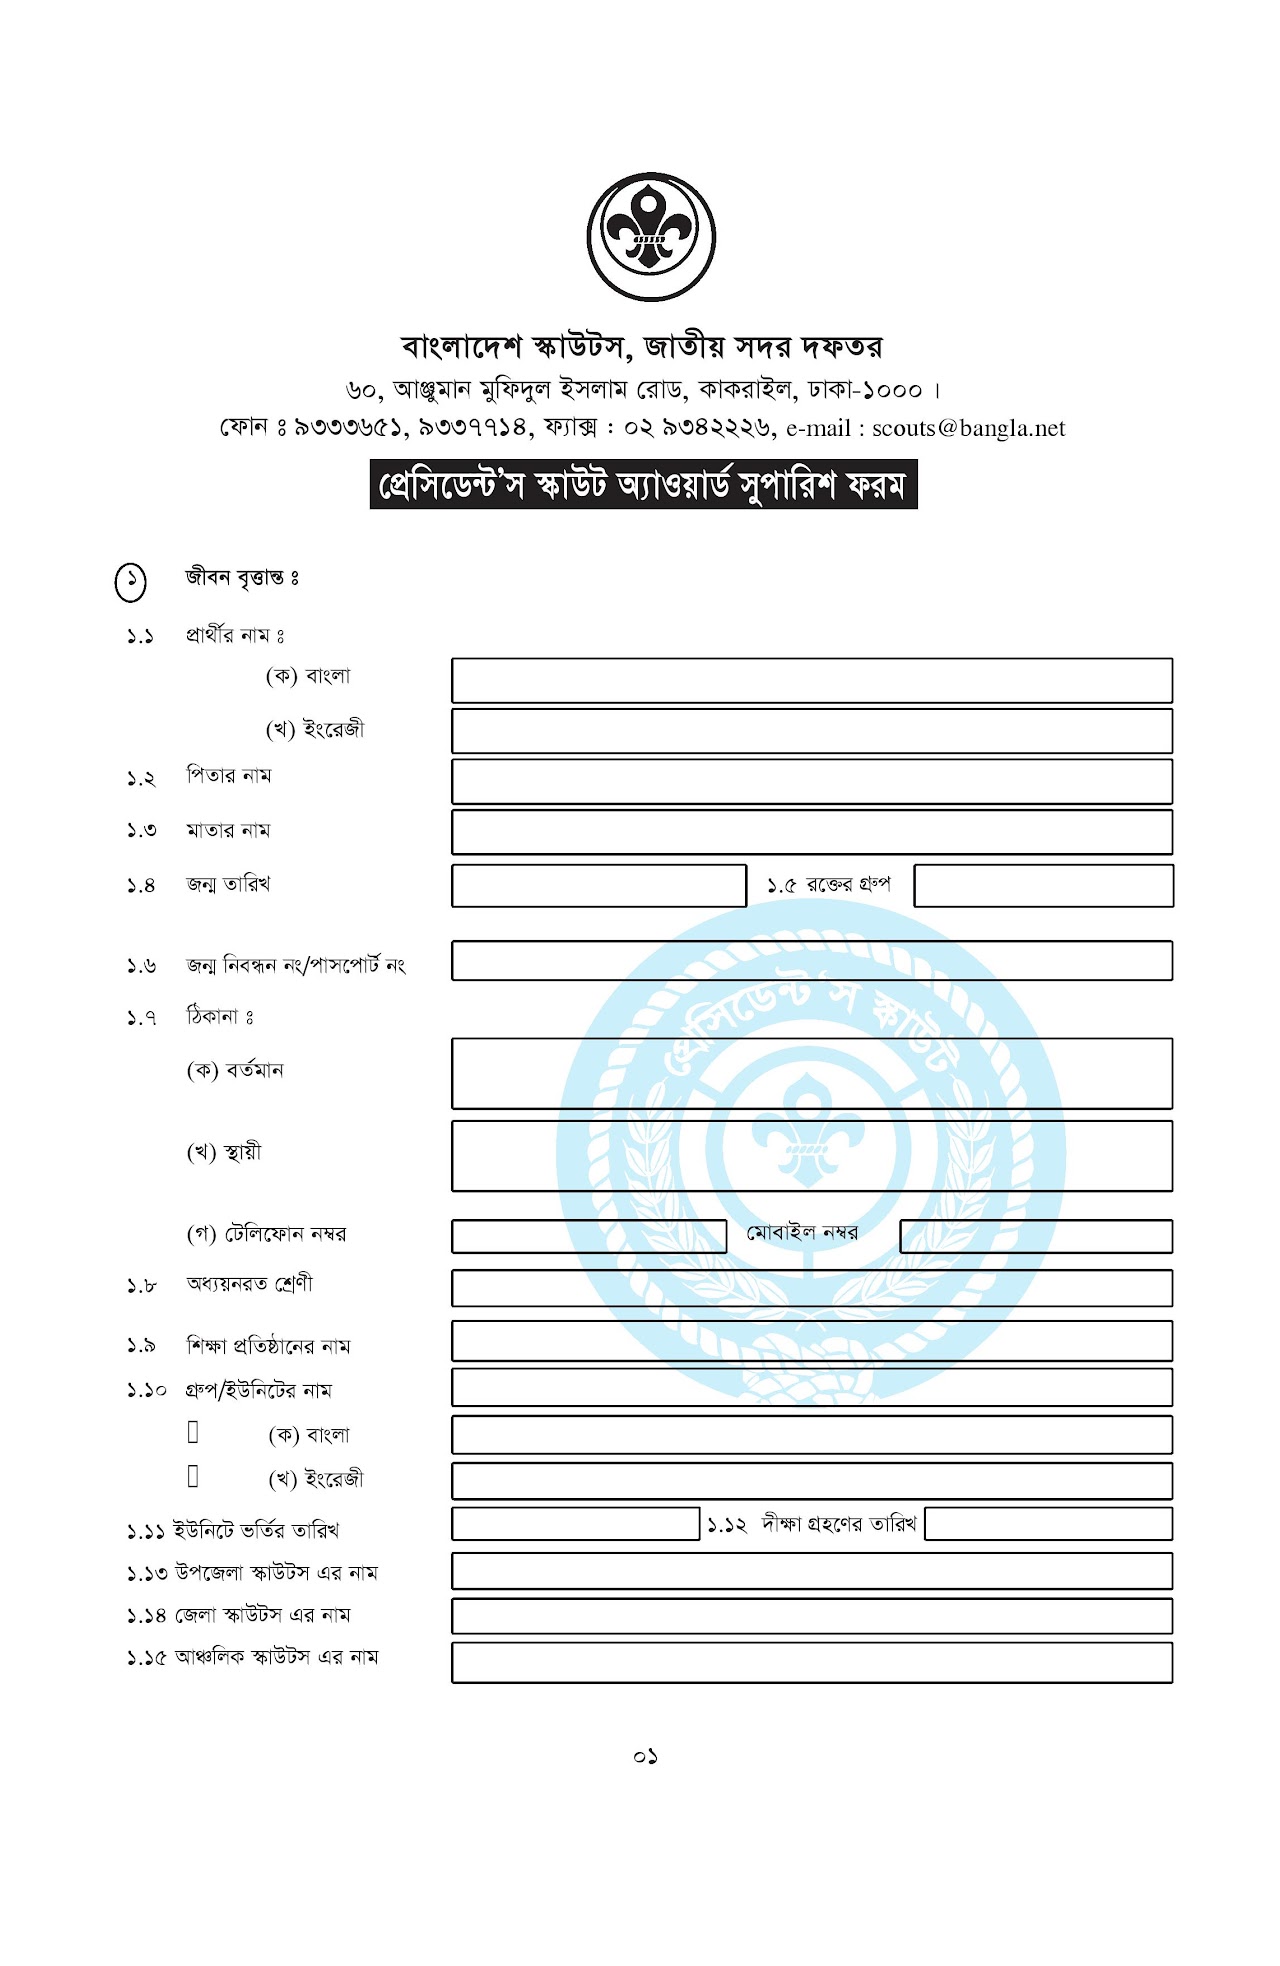 বাংলাদেশ স্কাউটস, জাতীয় সদর দফতর
৬০, আঞ্জুমান মুফিদুল ইসলাম রোড, কাকরাইল, ঢাকা-১০০০ ।
ফোন ঃ ৯৩৩৩৬৫১, ৯৩৩৭৭১৪, ফ্যাক্স : ০২ ৯৩৪২২২৬, e-mail : scouts@bangla.net
প্রেসিডেন্ট’স স্কাউট অ্যাওয়ার্ড সুপারিশ ফরম
১ জীবন বৃত্তান্ত ঃ
১.১ প্রার্থীর নাম ঃ
(ক) বাংলা
(খ) ইংরেজী
১.২ পিতার নাম
১.৩ মাতার নাম
১.৪ জন্ম তারিখ ১.৫ রক্তের গ্রুপ
১.৬ জন্ম নিবন্ধন নং/পাসপোর্ট নং
প্রেসিডেন্ট’স স্কাউট
১.৭ ঠিকানা ঃ
(ক) বর্তমান
(খ) স্থায়ী
(গ) টেলিফোন নম্বর মোবাইল নম্বর
১.৮ অধ্যয়নরত শ্রেণী
১.৯ শিক্ষা প্রতিষ্ঠানের নাম
১.১০ গ্রুপ/ইউনিটের নাম
(ক) বাংলা
(খ) ইংরেজী
১.১১ ইউনিটে ভর্তির তারিখ ১.১২ দীক্ষা গ্রহণের তারিখ
১.১৩ উপজেলা স্কাউটস এর নাম
১.১৪ জেলা স্কাউটস এর নাম
১.১৫ আঞ্চলিক স্কাউটস এর নাম
০১